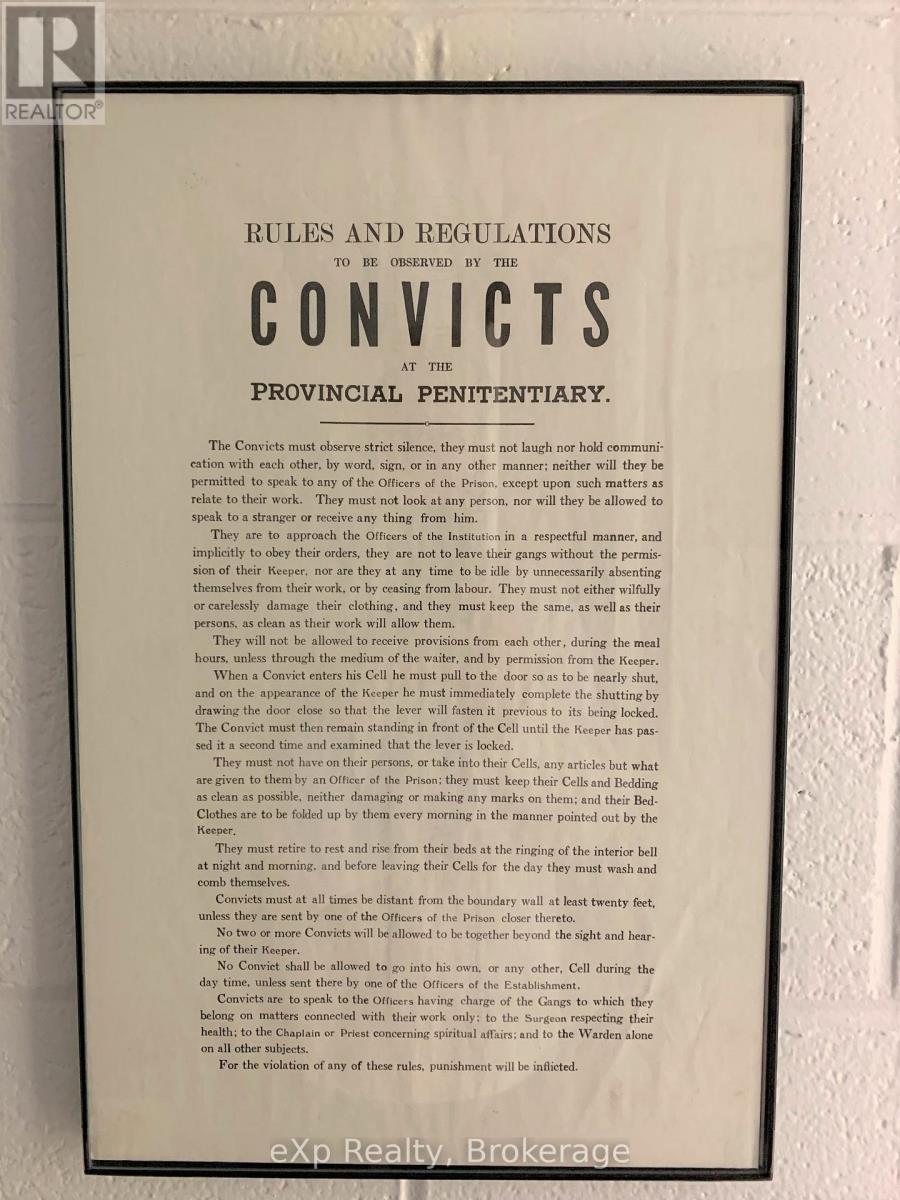 REALTOR®
RULES AND REGULATIONS
TO BE OBSERVED BY THE
CONVICTS
AT THE
PROVINCIAL PENITENTIARY.
The Convicts must observe strict silence, they must not laugh nor hold communi-
cation with each other, by word, sign, or in any other manner; neither will they be
permitted to speak to any of the Officers of the Prison, except upon such matters as
relate to their work. They must not look at any person, nor will they be allowed to
speak to a stranger or receive any thing from him.
They are to approach the Officers of the Institution in a respectful manner, and
implicitly to obey their orders, they are not to leave their gangs without the permis-
sion of their Keeper, nor are they at any time to be idle by unnecessarily absenting
themselves from their work, or by ceasing from labour. They must not either wilfully
or carelessly damage their clothing, and they must keep the same, as well as their
persons, as clean as their work will allow them.
They will not be allowed to receive provisions from each other, during the meal
hours, unless through the medium of the waiter, and by permission from the Keeper.
When a Convict enters his Cell he must pull to the door so as to be nearly shut,
and on the appearance of the Keeper he must immediately complete the shutting by
drawing the door close so that the lever will fasten it previous to its being locked.
The Convict must then remain standing in front of the Cell until the Keeper has pas-
sed it a second time and examined that the lever is locked.
They must not have on their persons, or take into their Cells, any articles but what
are given to them by an Officer of the Prison; they must keep their Cells and Bedding
as clean as possible, neither damaging or making any marks on them; and their Bed-
Clothes are to be folded up by them every morning in the manner pointed out by the
Keeper.
They must retire to rest and rise from their beds at the ringing of the interior bell
at night and morning, and before leaving their Cells for the day they must wash and
comb themselves.
Convicts must at all times be distant from the boundary wall at least twenty feet,
unless they are sent by one of the Officers of the Prison closer thereto.
No two or more Convicts will be allowed to be together beyond the sight and hear-
ing of their Keeper.
No Convict shall be allowed to go into his own, or any other, Cell during the
day time, unless sent there by one of the Officers of the Establishment.
Convicts are to speak to the Officers having charge of the Gangs to which they
belong on matters connected with their work only; to the Surgeon respecting their
health; to the Chaplain or Priest concerning spiritual affairs; and to the Warden alone
on all other subjects.
For the violation of any of these rules, punishment will be inflicted.
eXp Realty, Brokerage